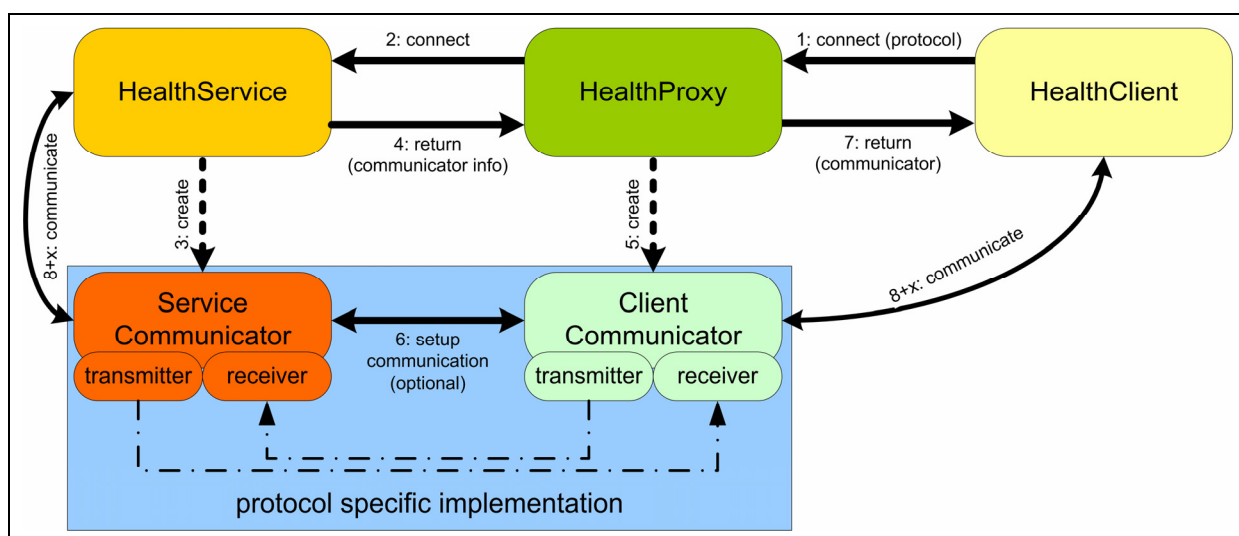 2: connect
1: connect (protocol)
HealthService
HealthProxy
HealthClient
4: return
(communicator info)
7: return
(communicator)
8+x: communicate
3: create
5: create
8+x: communicate
Service
Communicator
transmitter
receiver
6: setup
communication
(optional)
Client
Communicator
transmitter
receiver
protocol specific implementation